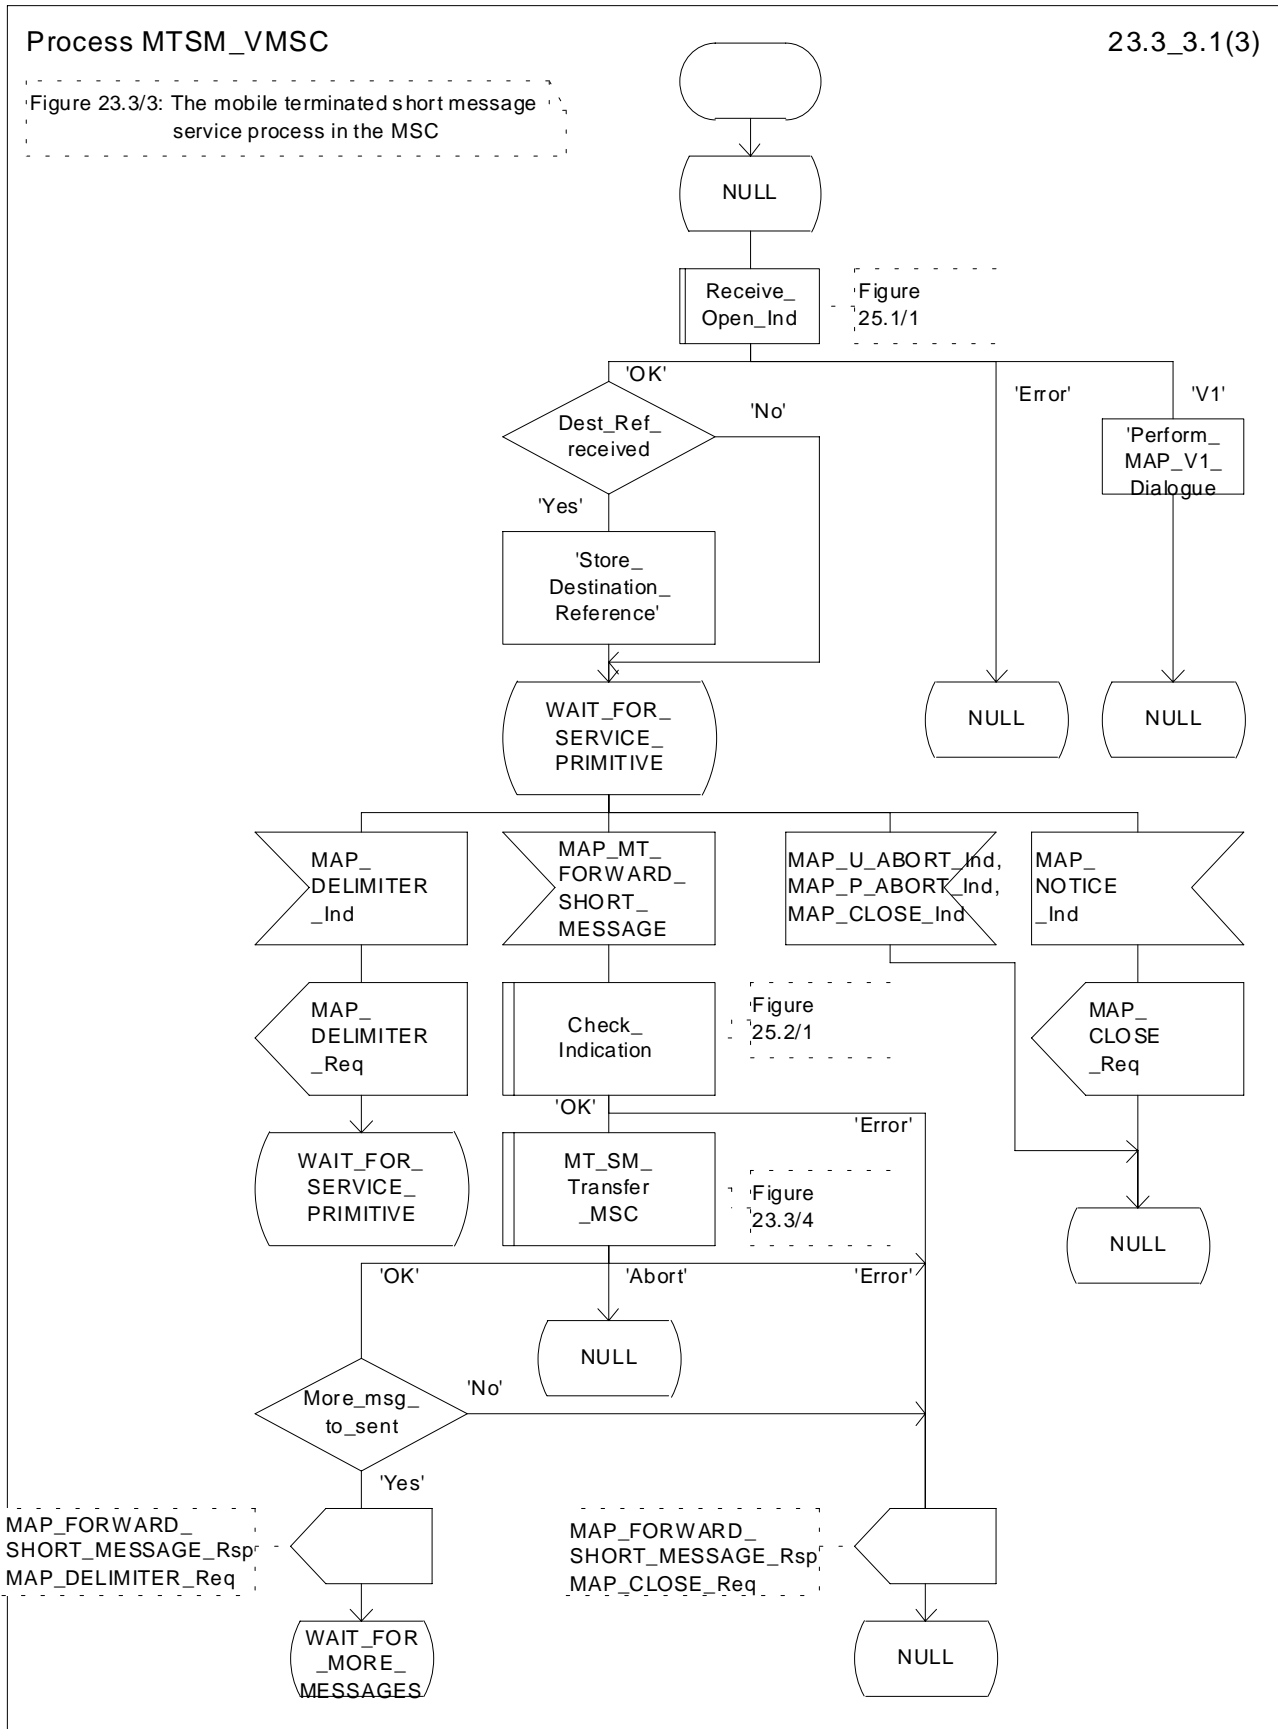 Process MTSM_VMSC
23.3_3.1(3)
Figure 23.3/3: The mobile terminated short message
service process in the MSC
NULL
Receive_
Open_Ind
Figure
25.1/1
'OK'
'Error'
'V1'
Dest_Ref_
received
'No'
'Perform_
MAP_V1_
Dialogue
'Yes'
'Store_
Destination_
Reference'
WAIT_FOR_
SERVICE_
PRIMITIVE
NULL
NULL
MAP_
DELIMITER
_Ind
MAP_MT_
FORWARD_
SHORT_
MESSAGE
MAP_U_ABORT_Ind,
MAP_P_ABORT_Ind,
MAP_CLOSE_Ind
MAP_
NOTICE
_Ind
MAP_
DELIMITER
_Req
Check_
Indication
Figure
25.2/1
MAP_
CLOSE
_Req
'OK'
'Error'
WAIT_FOR_
SERVICE_
PRIMITIVE
MT_SM_
Transfer
_MSC
Figure
23.3/4
NULL
'OK'
'Abort'
'Error'
NULL
More_msg_
to_sent
'No'
'Yes'
MAP_FORWARD_
SHORT_MESSAGE_Rsp
MAP_DELIMITER_Req
MAP_FORWARD_
SHORT_MESSAGE_Rsp
MAP_CLOSE_Req
WAIT_FOR
_MORE_
MESSAGES
NULL